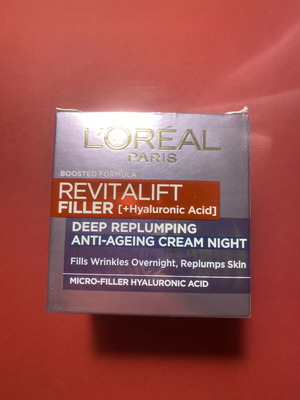 L'ORÉAL
PARIS
BOOSTED FORMULA
REVITALIFT
FILLER [+Hyaluronic Acid]
DEEP REPLUMPING
ANTI-AGEING CREAM NIGHT
Fills Wrinkles Overnight, Replumps Skin
MICRO-FILLER HYALURONIC ACID